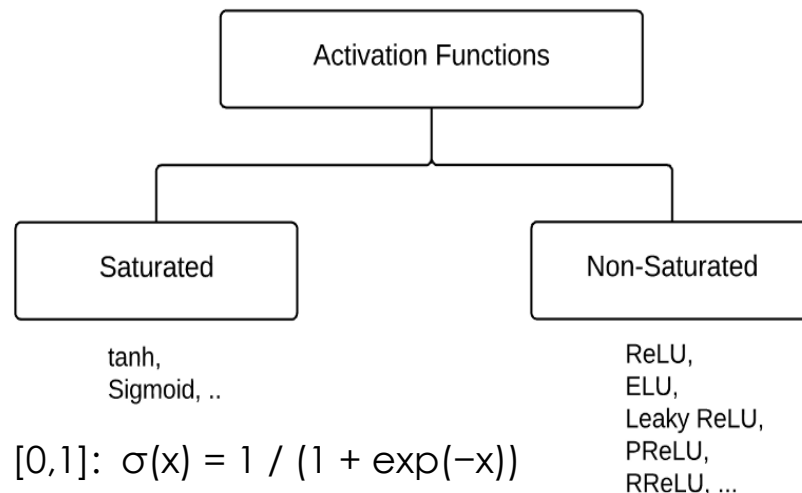 Activation Functions
Saturated
Non-Saturated
tanh,
Sigmoid, ..
ReLU,
ELU,
Leaky ReLU,
PReLU,
RReLU, ...
[0,1]: σ(x) = 1 / (1 + exp(−x))